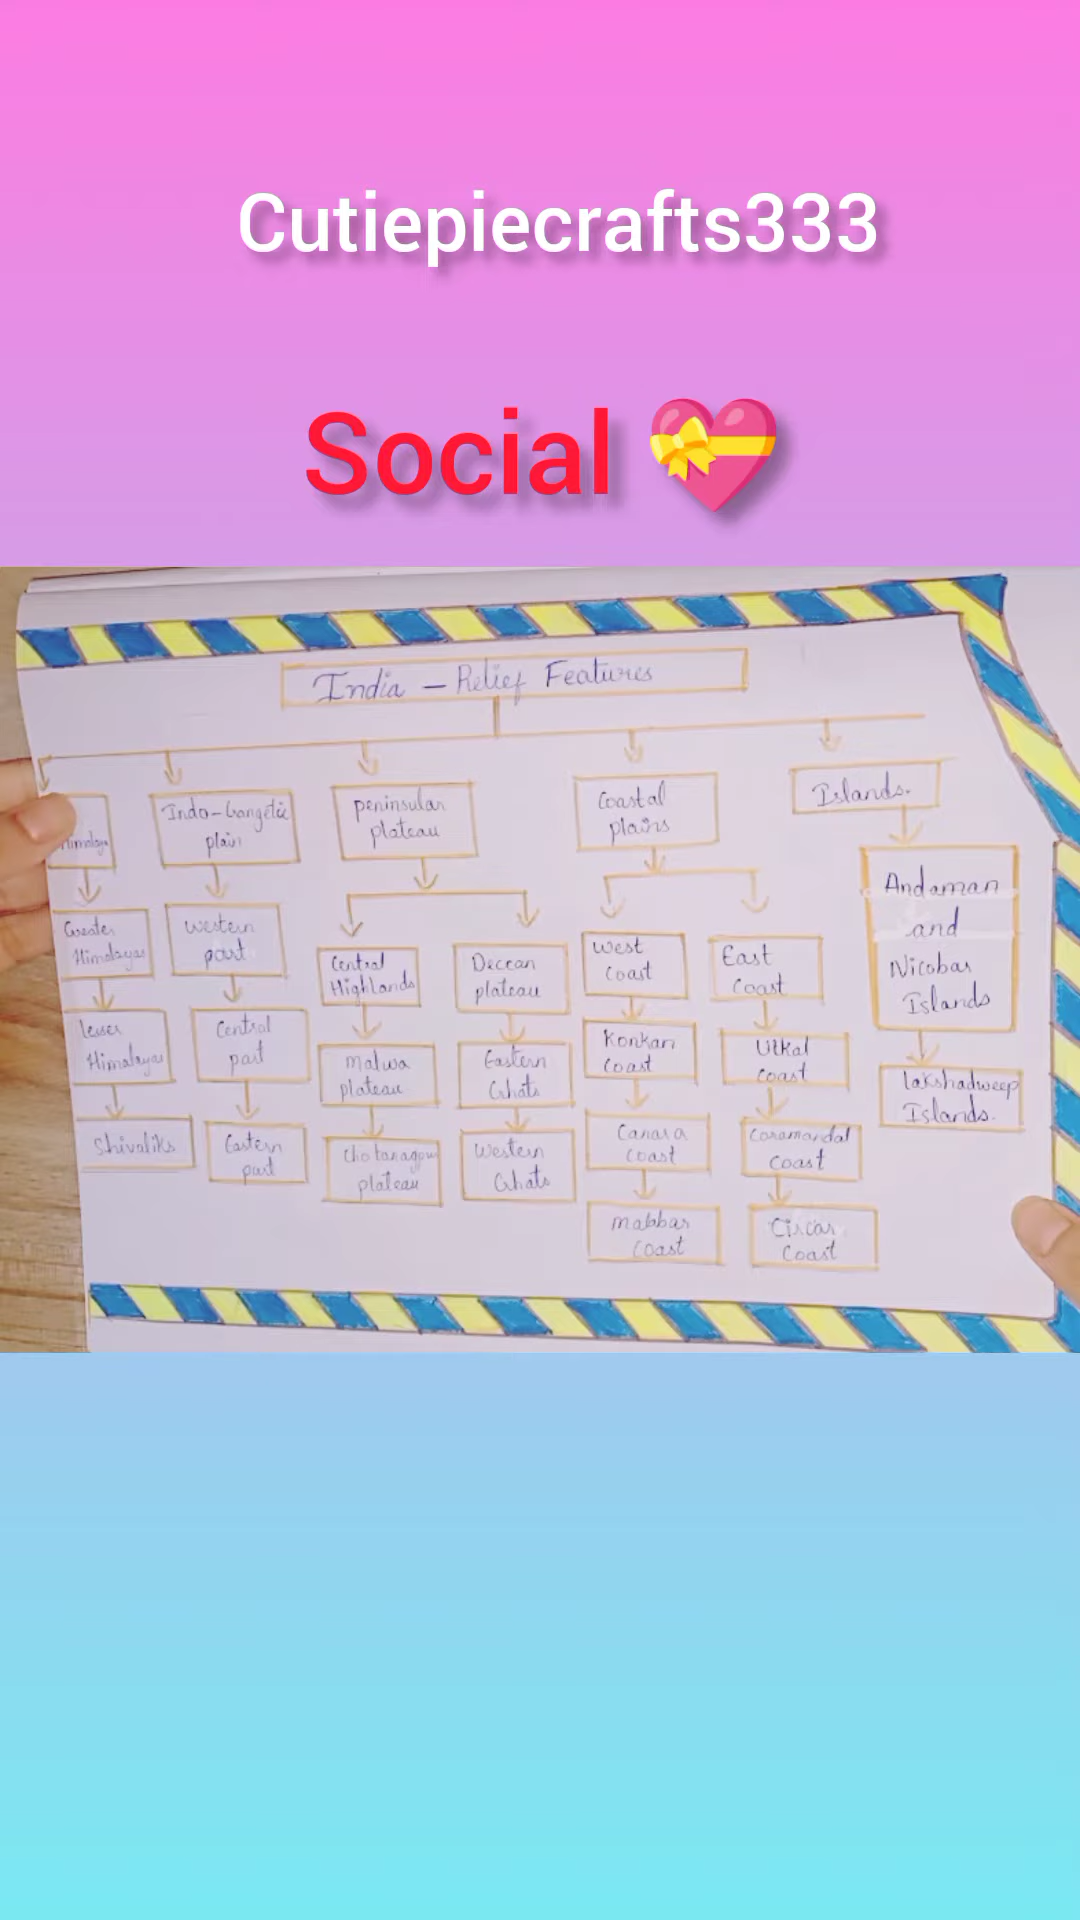 Cutiepiecrafts333
Social 💝
India – Relief Features
Himalaya
Greater
Himalayas
lesser
Himalayas
Shivaliks
Indo-Gangetic
plain
western
part
Central
part
Eastern
part
peninsular
plateau
Central
Highlands
malwa
plateau
Chotanagpur
plateau
Deccan
plateau
Eastern
Ghats
Western
Ghats
Coastal
plains
West
Coast
Konkan
Coast
Canara
Coast
malabar
Coast
East
Coast
Utkal
Coast
Coramandal
Coast
Circar
Coast
Islands.
Andaman
and
Nicobar
Islands
lakshadweep
Islands.